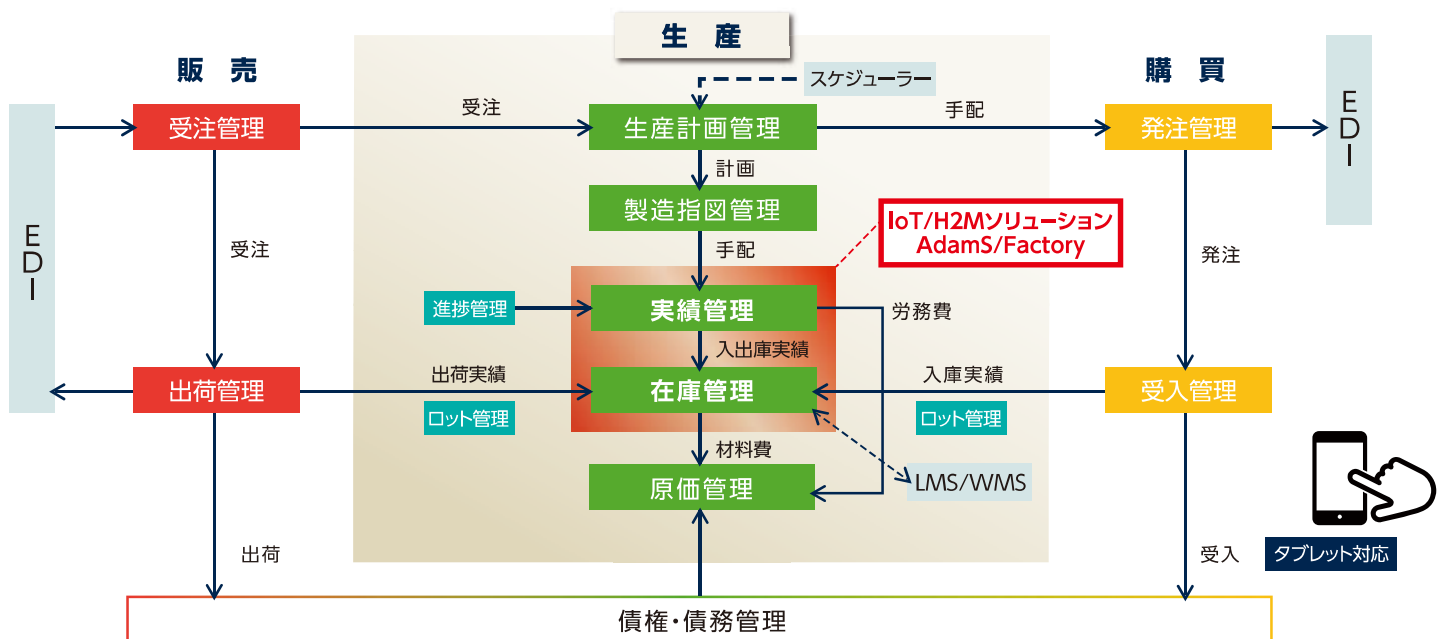 生 産
販 売
購 買
スケジューラー
EDI
受注管理
受注
生産計画管理
手配
発注管理
EDI
計画
製造指図管理
IoT/H2Mソリューション
AdamS/Factory
受注
手配
発注
進捗管理
実績管理
労務費
入出庫実績
出荷管理
出荷実績
ロット管理
在庫管理
入庫実績
ロット管理
受入管理
材料費
原価管理
LMS/WMS
出荷
受入
タブレット対応
債権・債務管理